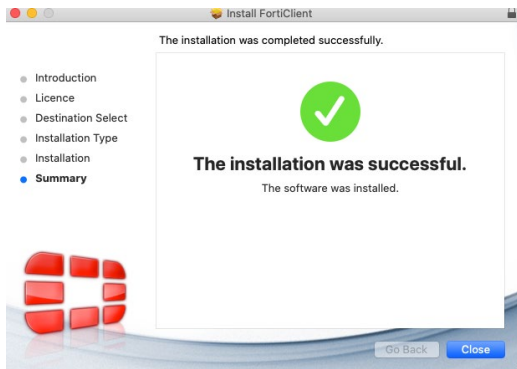 Install FortiClient
The installation was completed successfully.
Introduction
Licence
Destination Select
Installation Type
Installation
Summary
The installation was successful.
The software was installed.
Go Back
Close